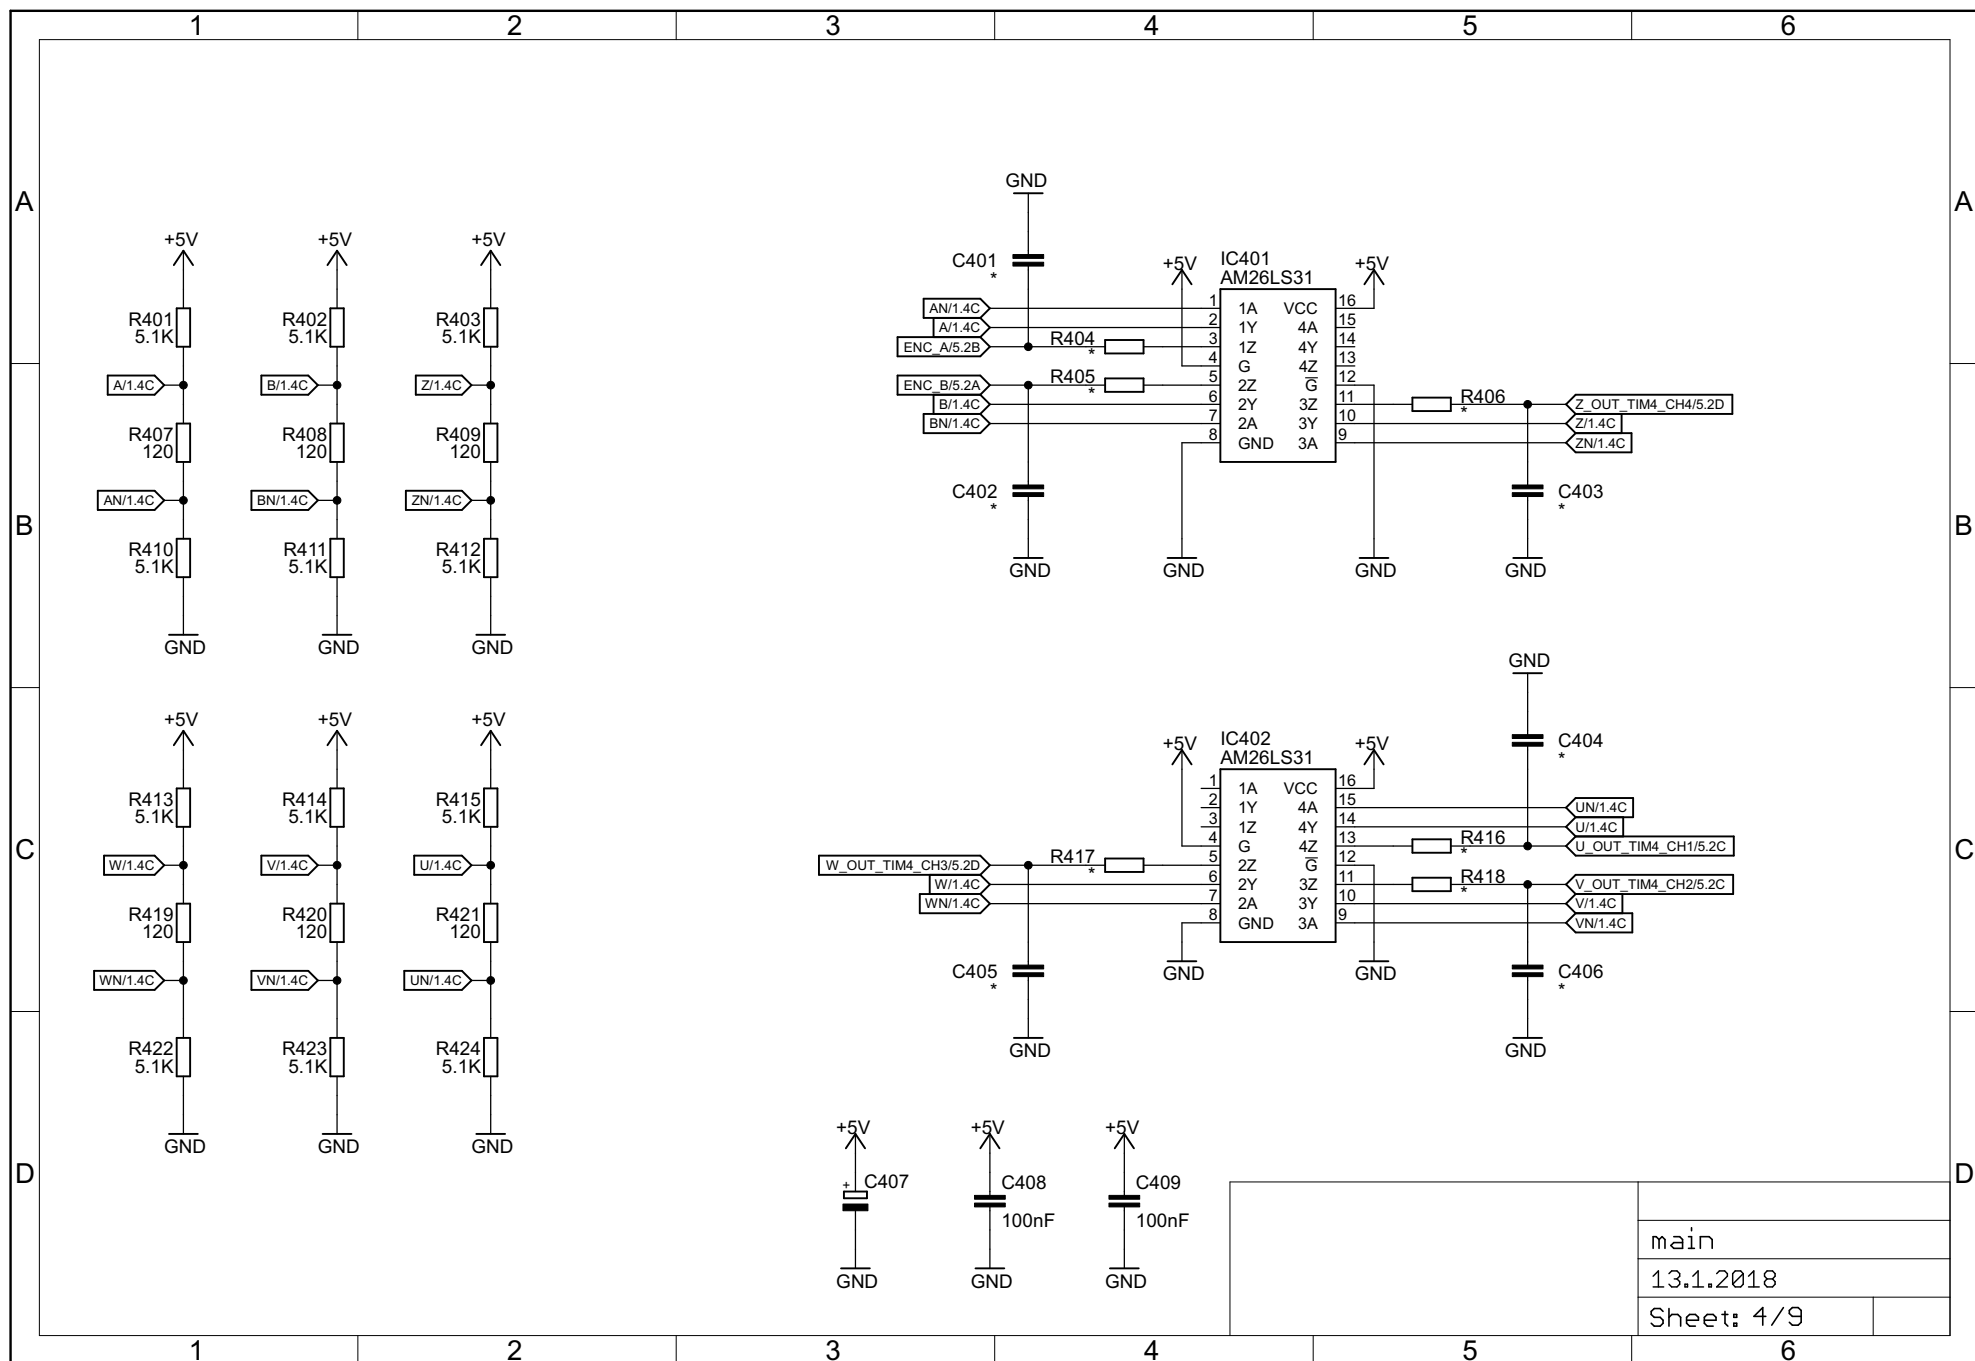 1 2 3 4 5 6
A A
B B
C C
D D
+5V +5V +5V
R401 5.1K
R402 5.1K
R403 5.1K
A/1.4C B/1.4C Z/1.4C
R407 120
R408 120
R409 120
AN/1.4C BN/1.4C ZN/1.4C
R410 5.1K
R411 5.1K
R412 5.1K
GND GND GND
+5V +5V +5V
R413 5.1K
R414 5.1K
R415 5.1K
W/1.4C V/1.4C U/1.4C
R419 120
R420 120
R421 120
WN/1.4C VN/1.4C UN/1.4C
R422 5.1K
R423 5.1K
R424 5.1K
GND GND GND
GND
C401 *
+5V
IC401
AM26LS31
+5V
AN/1.4C
A/1.4C
ENC_A/5.2B
R404 *
ENC_B/5.2A
R405 *
B/1.4C
BN/1.4C
1 1A VCC 16
2 1Y 4A 15
3 1Z 4Y 14
4 G 4Z 13
5 2Z G 12
6 2Y 3Z 11
7 2A 3Y 10
8 GND 3A 9
R406 *
Z_OUT_TIM4_CH4/5.2D
Z/1.4C
ZN/1.4C
C402 *
C403 *
GND GND GND GND
GND
C404 *
+5V
IC402
AM26LS31
+5V
1 1A VCC 16
2 1Y 4A 15
3 1Z 4Y 14
4 G 4Z 13
5 2Z G 12
6 2Y 3Z 11
7 2A 3Y 10
8 GND 3A 9
UN/1.4C
U/1.4C
R416 *
U_OUT_TIM4_CH1/5.2C
W_OUT_TIM4_CH3/5.2D
R417 *
W/1.4C
WN/1.4C
R418 *
V_OUT_TIM4_CH2/5.2C
V/1.4C
VN/1.4C
C405 *
C406 *
GND GND GND GND
+5V +5V +5V
+ C407
C408 100nF
C409 100nF
GND GND GND
main
13.1.2018
Sheet: 4/9
1 2 3 4 5 6